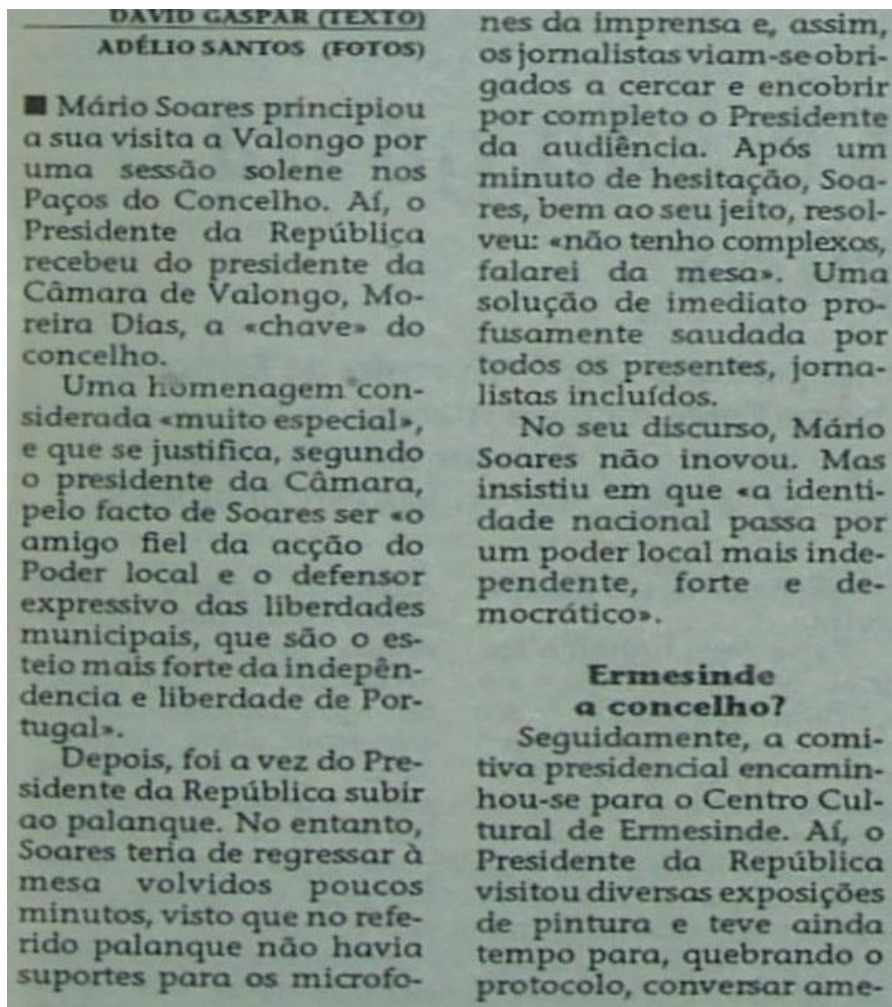 DAVID GASPAR (TEXTO)
ADÉLIO SANTOS (FOTOS)
■ Mário Soares principiou
a sua visita a Valongo por
uma sessão solene nos
Paços do Concelho. Aí, o
Presidente da República
recebeu do presidente da
Câmara de Valongo, Mo-
reira Dias, a «chave» do
concelho.
Uma homenagem con-
siderada «muito especial»,
e que se justifica, segundo
o presidente da Câmara,
pelo facto de Soares ser «o
amigo fiel da acção do
Poder local e o defensor
expressivo das liberdades
municipais, que são o es-
teio mais forte da indepên-
dencia e liberdade de Por-
tugal».
Depois, foi a vez do Pre-
sidente da República subir
ao palanque. No entanto,
Soares teria de regressar à
mesa volvidos poucos
minutos, visto que no refe-
rido palanque não havia
suportes para os microfo-
nes da imprensa e, assim,
os jornalistas viam-se obri-
gados a cercar e encobrir
por completo o Presidente
da audiência. Após um
minuto de hesitação, Soa-
res, bem ao seu jeito, resol-
veu: «não tenho complexos,
falarei da mesa». Uma
solução de imediato pro-
fusamente saudada por
todos os presentes, jorna-
listas incluídos.
No seu discurso, Mário
Soares não inovou. Mas
insistiu em que «a identi-
dade nacional passa por
um poder local mais inde-
pendente, forte e de-
mocrático».
Ermesinde
a concelho?
Seguidamente, a comi-
tiva presidencial encamin-
hou-se para o Centro Cul-
tural de Ermesinde. Aí, o
Presidente da República
visitou diversas exposições
de pintura e teve ainda
tempo para, quebrando o
protocolo, conversar ame-